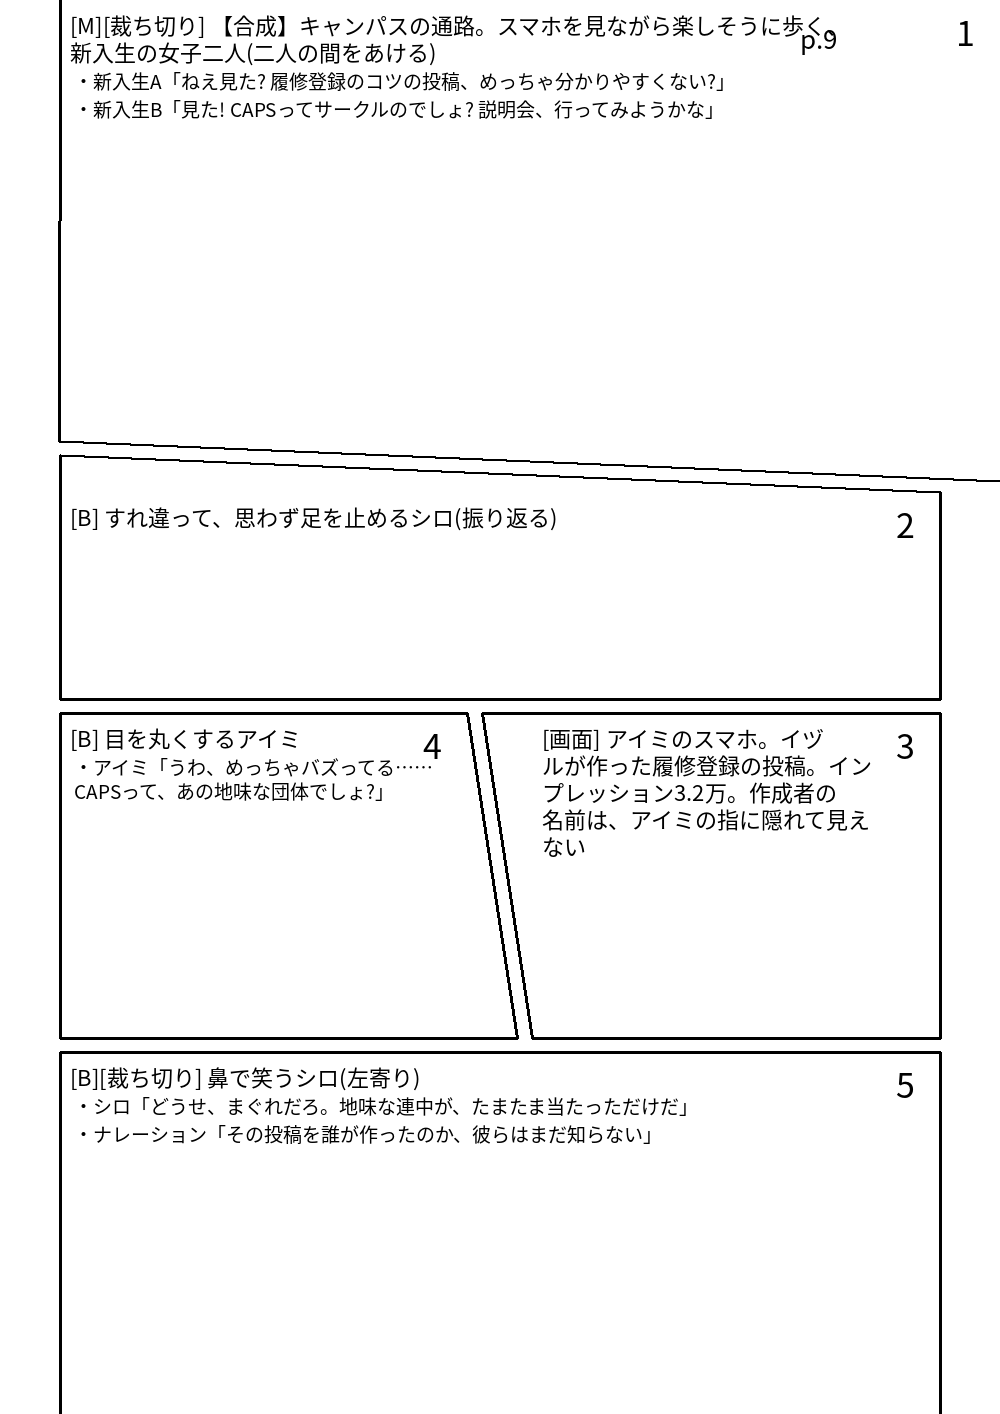 [M][裁ち切り] 【合成】キャンパスの通路。スマホを見ながら楽しそうに歩く。
新入生の女子二人(二人の間をあける)
p.9
1
・新入生A「ねえ見た? 履修登録のコツの投稿、めっちゃ分かりやすくない?」
・新入生B「見た! CAPSってサークルのでしょ? 説明会、行ってみようかな」
[B] すれ違って、思わず足を止めるシロ(振り返る)
2
[画面] アイミのスマホ。イヅ
ルが作った履修登録の投稿。イン
プレッション3.2万。作成者の
名前は、アイミの指に隠れて見え
ない
3
[B] 目を丸くするアイミ
4
・アイミ「うわ、めっちゃバズってる……
CAPSって、あの地味な団体でしょ?」
[B][裁ち切り] 鼻で笑うシロ(左寄り)
5
・シロ「どうせ、まぐれだろ。地味な連中が、たまたま当たっただけだ」
・ナレーション「その投稿を誰が作ったのか、彼らはまだ知らない」